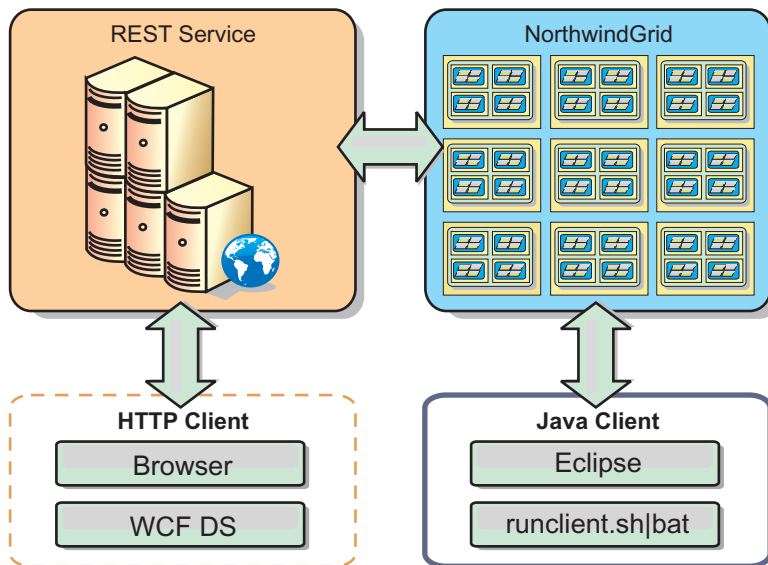 REST Service
NorthwindGrid
HTTP Client
Browser
WCF DS
Java Client
Eclipse
runclient.sh|bat